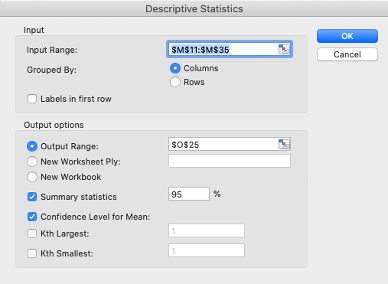 Descriptive Statistics
Input
Input Range: $M$11:$M$35
Grouped By: Columns
Rows
Labels in first row
OK
Cancel
Output options
Output Range: $O$25
New Worksheet Ply:
New Workbook
Summary statistics 95 %
Confidence Level for Mean:
Kth Largest: 1
Kth Smallest: 1